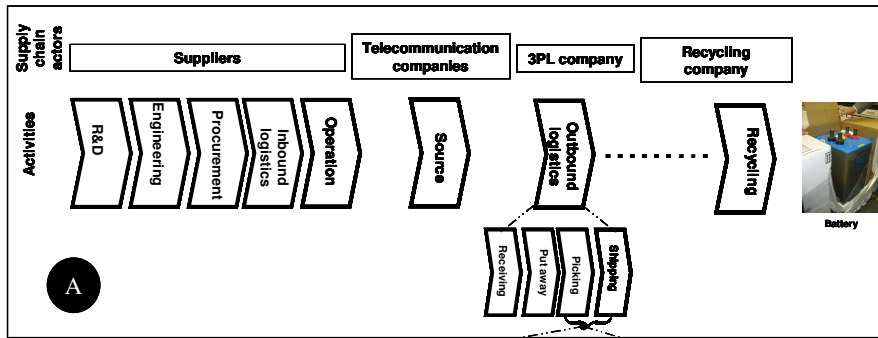 Supply
chain
actors
Suppliers
Telecommunication
companies
3PL company
Recycling
company
Activities
R&D
Engineering
Procurement
Inbound
logistics
Operation
Source
Outbound
logistics
Recycling
Battery
Receiving
Put away
Picking
Shipping
A